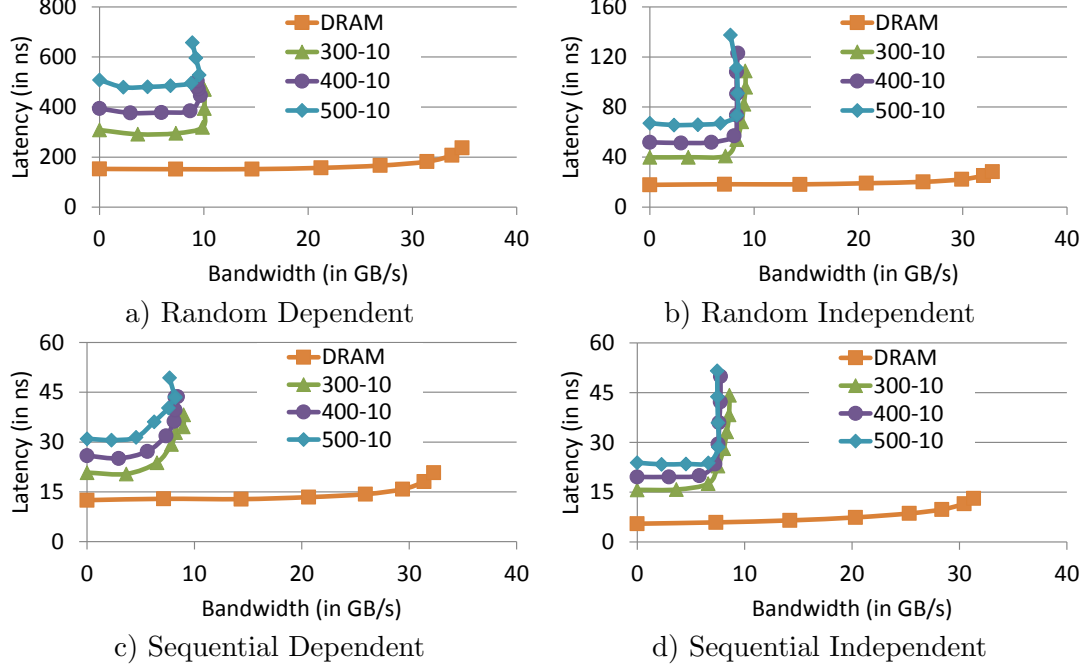 800
600
400
200
0
Latency (in ns)
DRAM
300-10
400-10
500-10
0 10 20 30 40
Bandwidth (in GB/s)
a) Random Dependent
160
120
80
40
0
Latency (in ns)
DRAM
300-10
400-10
500-10
0 10 20 30 40
Bandwidth (in GB/s)
b) Random Independent
60
45
30
15
0
Latency (in ns)
DRAM
300-10
400-10
500-10
0 10 20 30 40
Bandwidth (in GB/s)
c) Sequential Dependent
60
45
30
15
0
Latency (in ns)
DRAM
300-10
400-10
500-10
0 10 20 30 40
Bandwidth (in GB/s)
d) Sequential Independent